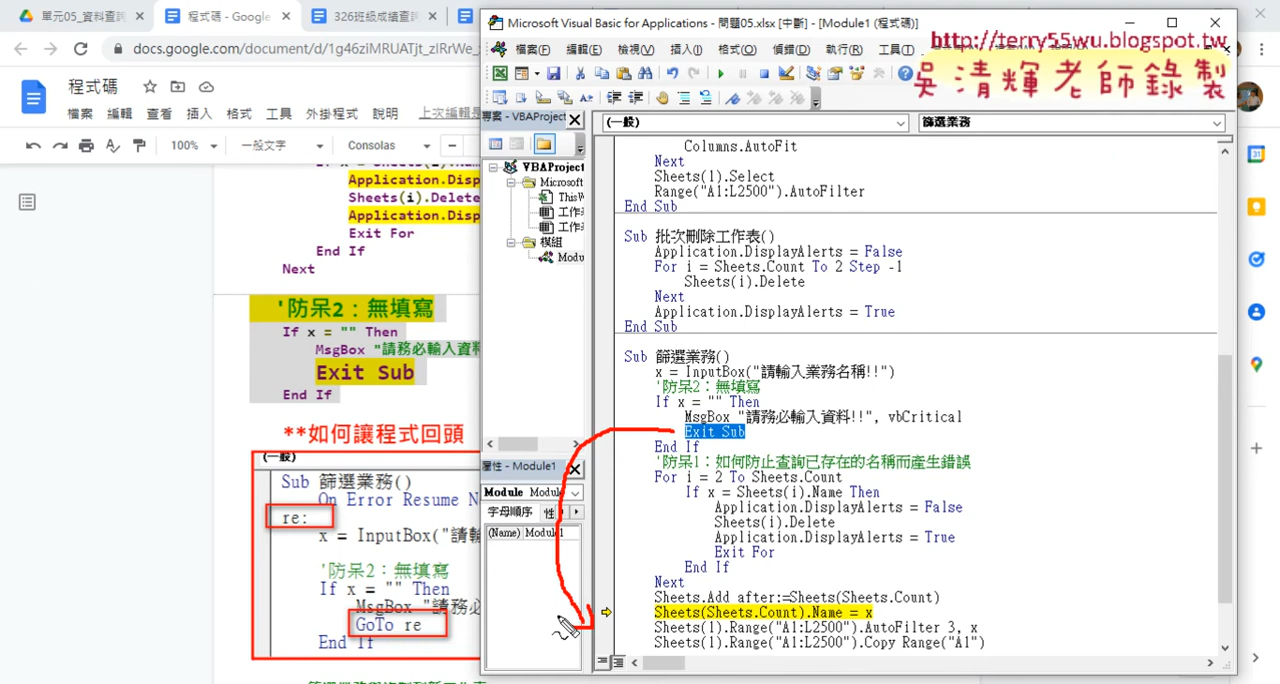 單元05_資料查詢
程式碼 - Google
326班級成績查詢
docs.google.com/document/d/1g46ziMRUATjt_zlRrWe_
程式碼
檔案 編輯 查看 插入 格式 工具 外掛程式 說明
100% 一般文字 Consolas
Application.Disp
Sheets(i).Delete
Application.Disp
Exit For
End If
Next
'防呆2：無填寫
If x = "" Then
MsgBox "請務必輸入資料
Exit Sub
End If
**如何讓程式回頭
(一般)
Sub 篩選業務()
On Error Resume N
re:
x = InputBox("請輸
'防呆2：無填寫
If x = "" Then
MsgBox "請務必
GoTo re
End If
Microsoft Visual Basic for Applications - 問題05.xlsx [中斷] - [Module1 (程式碼)]
檔案(F) 編輯(E) 檢視(V) 插入(I) 格式(O) 偵錯(D) 執行(R) 工具(T)
http://terry55wu.blogspot.tw
吳清輝老師錄製
專案 - VBAProject
VBAProject
Microsoft
ThisW
工作表
工作表
模組
Modu
屬性 - Module1
Module1 Modul
字母順序 性
(Name) Module1
(一般) 篩選業務
Columns.AutoFit
Next
Sheets(1).Select
Range("A1:L2500").AutoFilter
End Sub
Sub 批次刪除工作表()
Application.DisplayAlerts = False
For i = Sheets.Count To 2 Step -1
Sheets(i).Delete
Next
Application.DisplayAlerts = True
End Sub
Sub 篩選業務()
x = InputBox("請輸入業務名稱!!")
'防呆2：無填寫
If x = "" Then
MsgBox "請務必輸入資料!!", vbCritical
Exit Sub
End If
'防呆1：如何防止查詢已存在的名稱而產生錯誤
For i = 2 To Sheets.Count
If x = Sheets(i).Name Then
Application.DisplayAlerts = False
Sheets(i).Delete
Application.DisplayAlerts = True
Exit For
End If
Next
Sheets.Add after:=Sheets(Sheets.Count)
Sheets(Sheets.Count).Name = x
Sheets(1).Range("A1:L2500").AutoFilter 3, x
Sheets(1).Range("A1:L2500").Copy Range("A1")